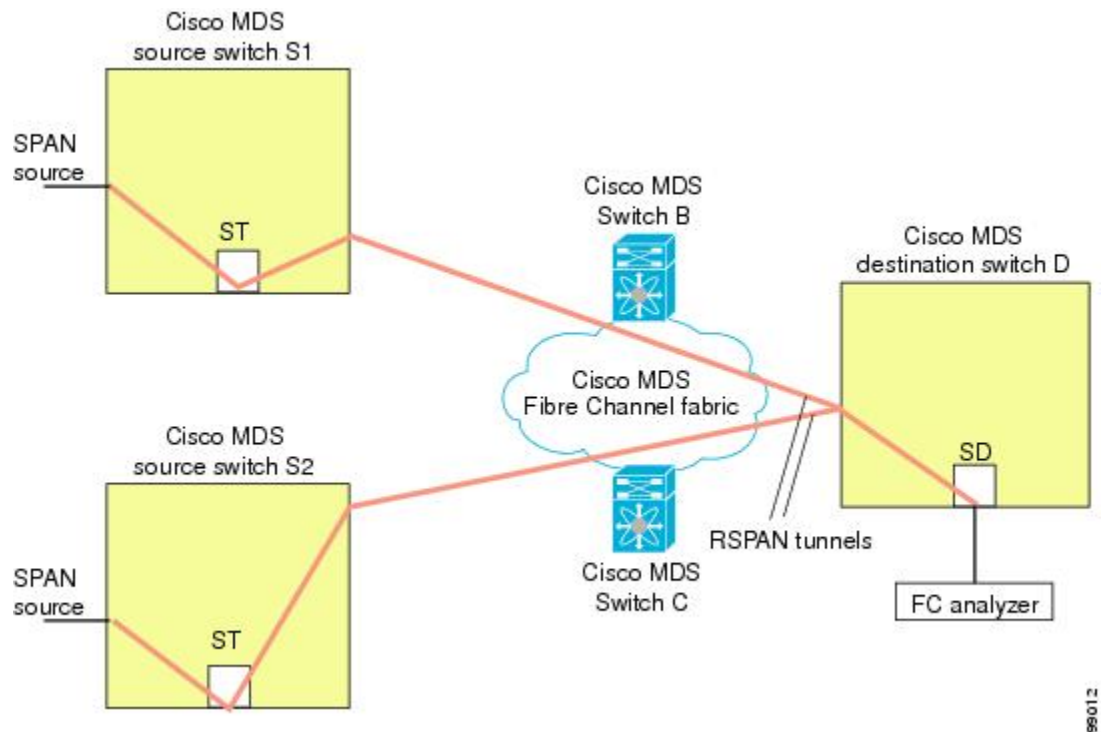 Cisco MDS
source switch S1
SPAN
source
ST
Cisco MDS
Switch B
Cisco MDS
destination switch D
Cisco MDS
Fibre Channel fabric
Cisco MDS
source switch S2
SD
RSPAN tunnels
SPAN
source
ST
Cisco MDS
Switch C
FC analyzer
99012